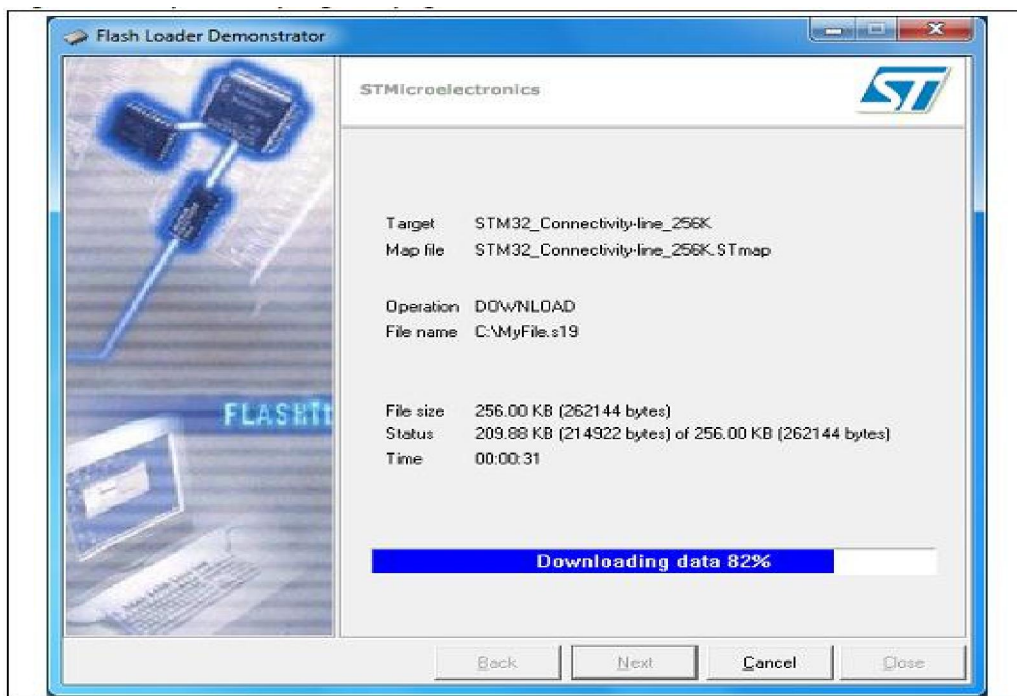 Flash Loader Demonstrator
STMicroelectronics
ST
Target STM32_Connectivity-line_256K
Map file STM32_Connectivity-line_256K.STmap
Operation DOWNLOAD
File name C:\MyFile.s19
FLASHIt
File size 256.00 KB (262144 bytes)
Status 209.88 KB (214922 bytes) of 256.00 KB (262144 bytes)
Time 00:00:31
Downloading data 82%
Back Next Cancel Close